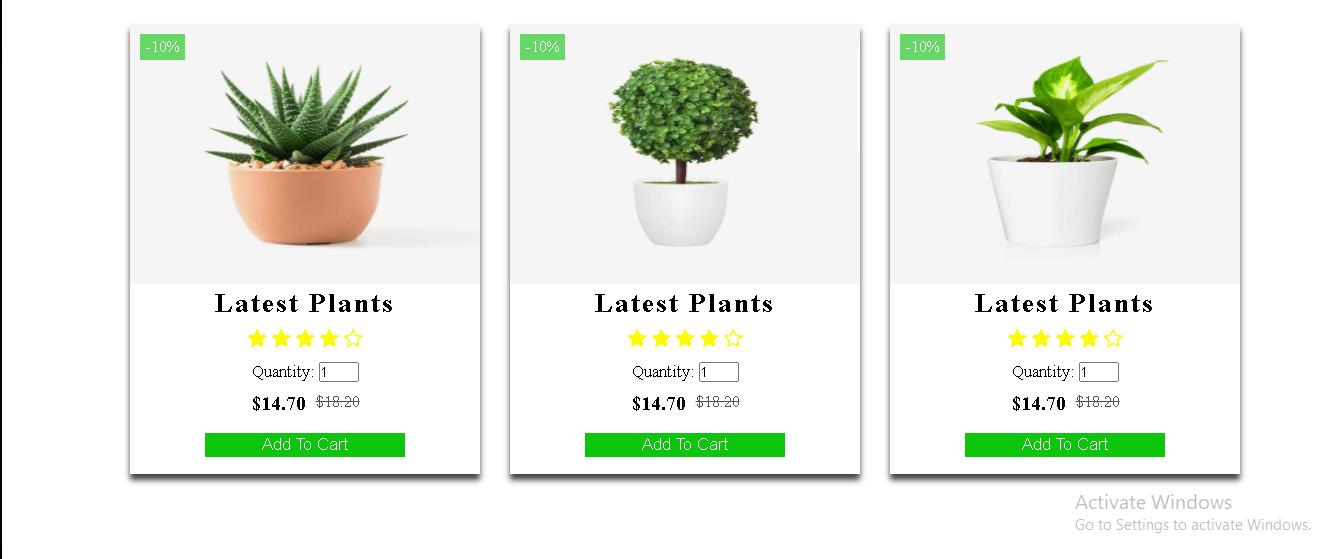 -10%
-10%
-10%
Latest Plants
Latest Plants
Latest Plants
Quantity: 1
Quantity: 1
Quantity: 1
$14.70 $18.20
$14.70 $18.20
$14.70 $18.20
Add To Cart
Add To Cart
Add To Cart
Activate Windows
Go to Settings to activate Windows.